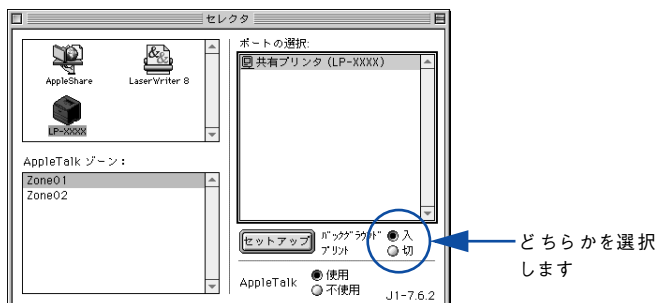 セレクタ
AppleShare
LaserWriter 8
LP-XXXX
AppleTalk ゾーン：
Zone01
Zone02
ポートの選択:
共有プリンタ (LP-XXXX)
セットアップ
バックグラウンド
プリント
入
切
AppleTalk
使用
不使用
J1-7.6.2
どちらかを選択
します